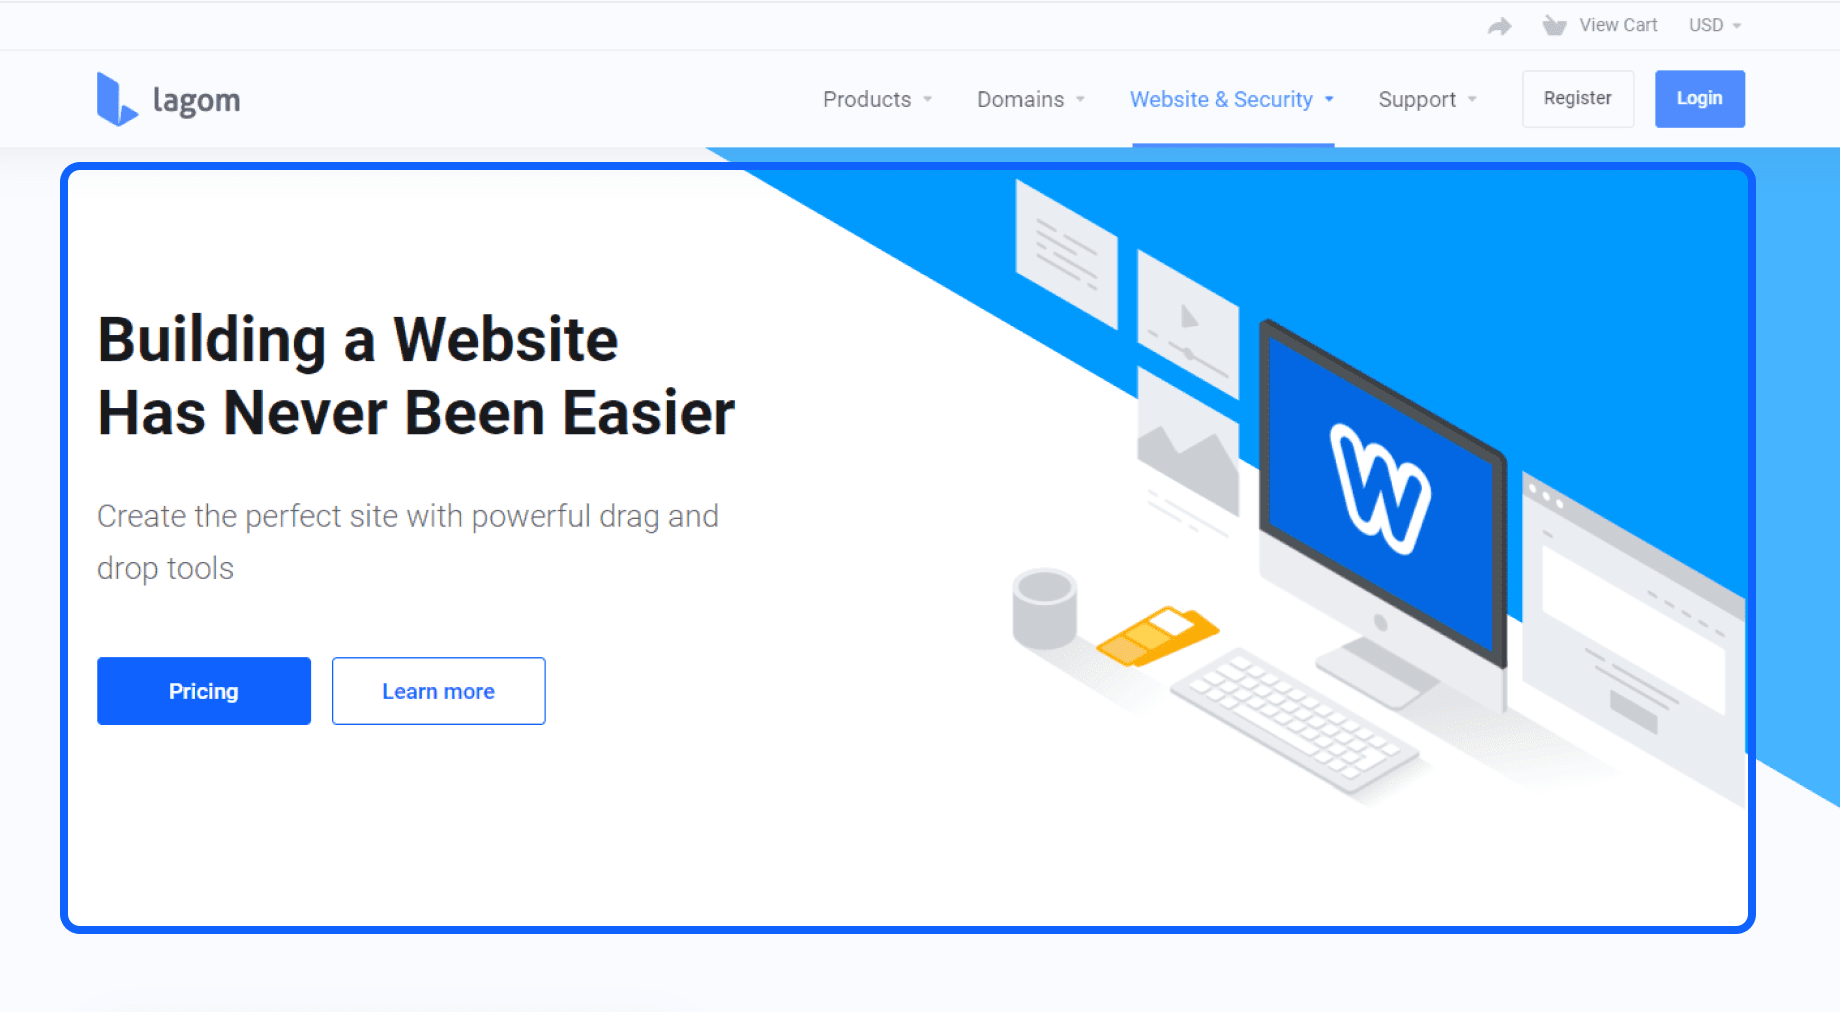 View Cart USD
lagom
Products Domains Website & Security Support Register Login
Building a Website
Has Never Been Easier
Create the perfect site with powerful drag and
drop tools
Pricing Learn more
W